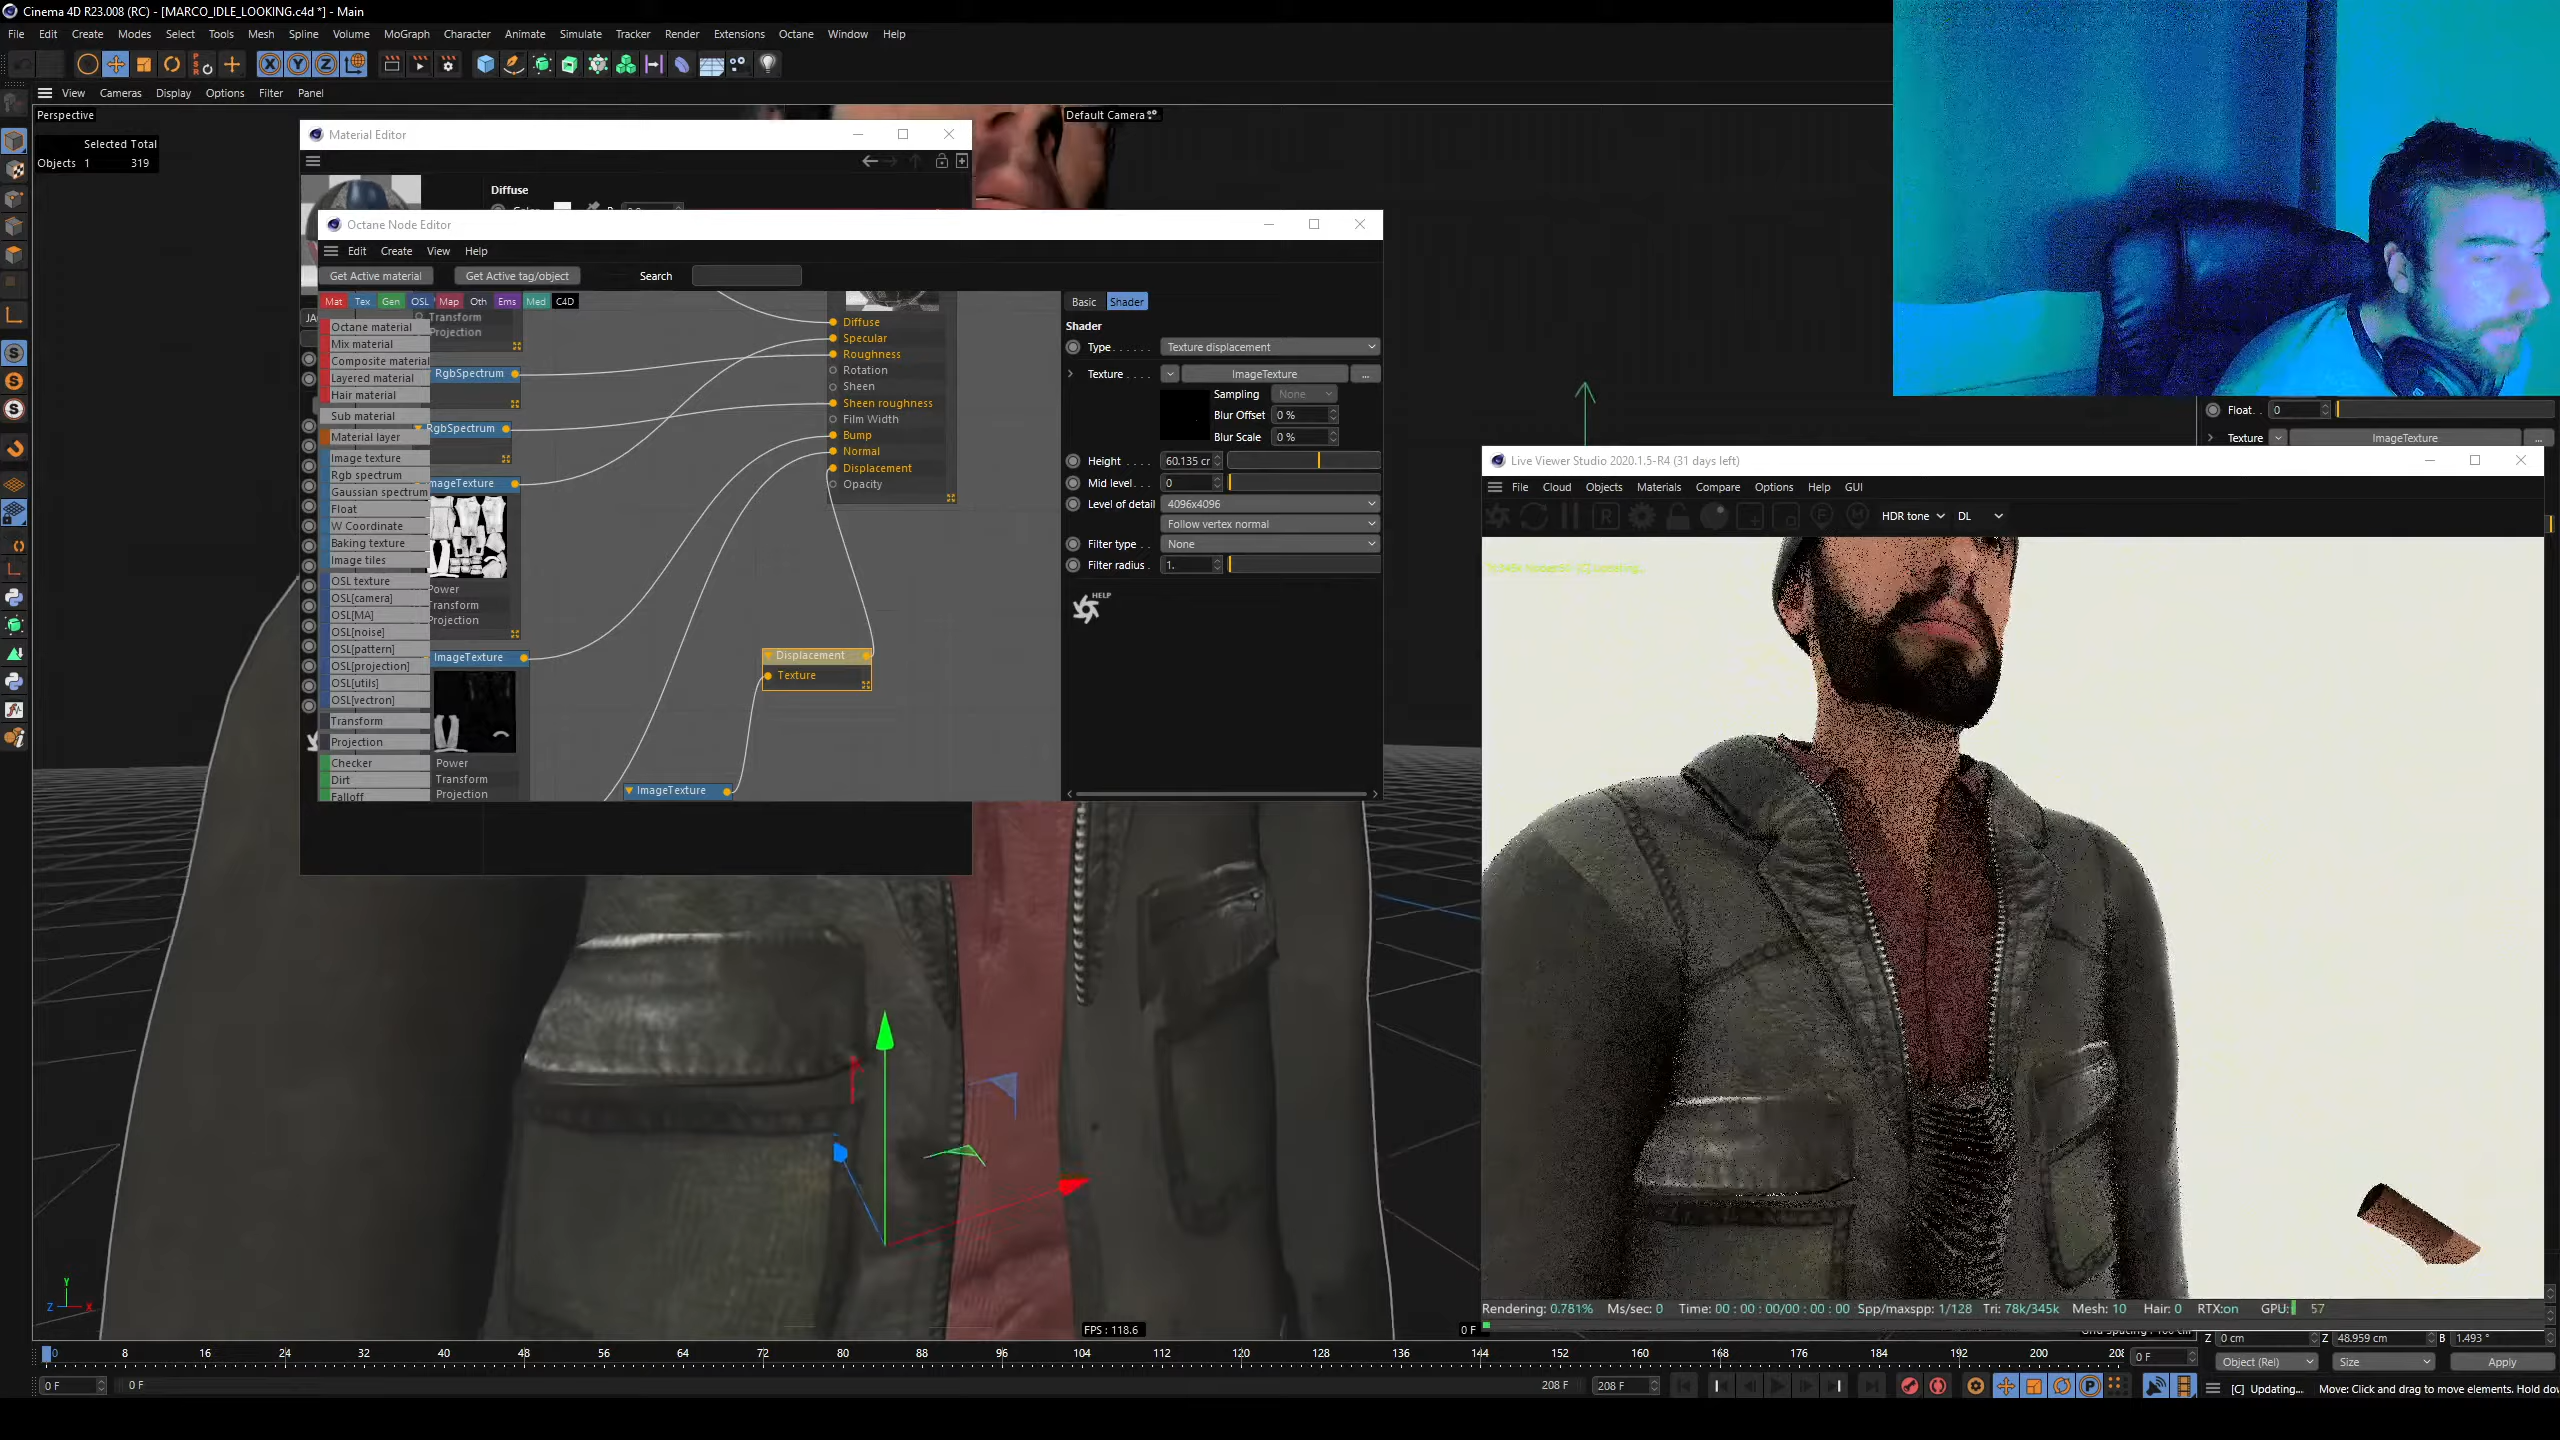 Cinema 4D R23.008 (RC) - [MARCO_IDLE_LOOKING.c4d *] - Main
File Edit Create Modes Select Tools Mesh Spline Volume MoGraph Character Animate Simulate Tracker Render Extensions Octane Window Help
View Cameras Display Options Filter Panel
Perspective
Default Camera
Selected Total
Objects 1 319
Material Editor
Diffuse
Octane Node Editor
Edit Create View Help
Get Active material Get Active tag/object Search
Mat Tex Gen OSL Map Oth Ems Med C4D
Octane material
Mix material
Composite material
Layered material
Hair material
Sub material
Material layer
Image texture
Rgb spectrum
Gaussian spectrum
Float
W Coordinate
Baking texture
Image tiles
OSL texture
OSL[camera]
OSL[MA]
OSL[noise]
OSL[pattern]
OSL[projection]
OSL[utils]
OSL[vectron]
Transform
Projection
Checker
Dirt
Falloff
Transform
Projection
RgbSpectrum
RgbSpectrum
mageTexture
Power
Transform
Projection
ImageTexture
Power
Transform
Projection
Diffuse
Specular
Roughness
Rotation
Sheen
Sheen roughness
Film Width
Bump
Normal
Displacement
Opacity
Displacement
Texture
ImageTexture
Basic Shader
Shader
Type Texture displacement
Texture ImageTexture ...
Sampling None
Blur Offset 0 %
Blur Scale 0 %
Height 60.135 cr
Mid level 0
Level of detail 4096x4096
Follow vertex normal
Filter type None
Filter radius 1.
HELP
Float 0
Texture ImageTexture ...
Live Viewer Studio 2020.1.5-R4 (31 days left)
File Cloud Objects Materials Compare Options Help GUI
HDR tone DL
Rendering: 0.781% Ms/sec: 0 Time: 00 : 00 : 00/00 : 00 : 00 Spp/maxspp: 1/128 Tri: 78k/345k Mesh: 10 Hair: 0 RTX:on GPU: 57
FPS : 118.6
0 F
Y
Z X
Z 0 cm Z 48.959 cm B 1.493 °
0 8 16 24 32 40 48 56 64 72 80 88 96 104 112 120 128 136 144 152 160 168 176 184 192 200 208 0 F
Object (Rel) Size Apply
0 F 0 F 208 F 208 F
[C] Updating... Move: Click and drag to move elements. Hold do